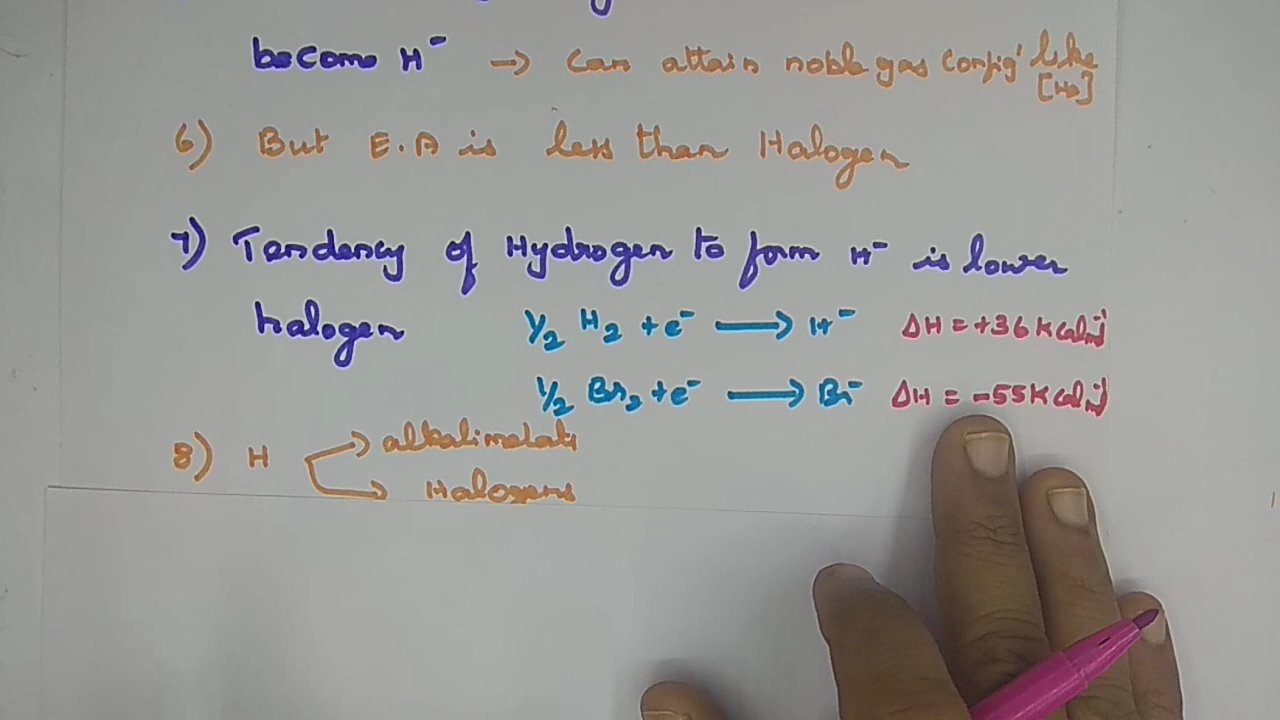 become H⁻ → Can attain noble gas config' like
[He]
6) But E.A is less than Halogen
7) Tendency of Hydrogen to form H⁻ is lower
halogen
1/2 H₂ + e⁻ → H⁻ ΔH = +36 Kcal m⁻¹
1/2 Br₂ + e⁻ → Br⁻ ΔH = -55 Kcal m⁻¹
8) H → alkali metals
→ Halogens